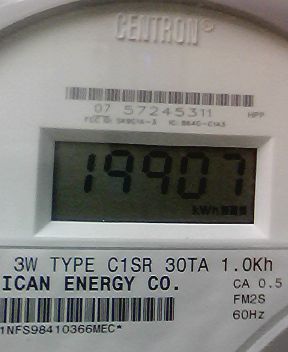 CENTRON®
07 57245311 HPP
19907
kWh
3W TYPE C1SR 30TA 1.0Kh
ICAN ENERGY CO. CA 0.5
FM2S
60Hz
1NFS98410366MEC*